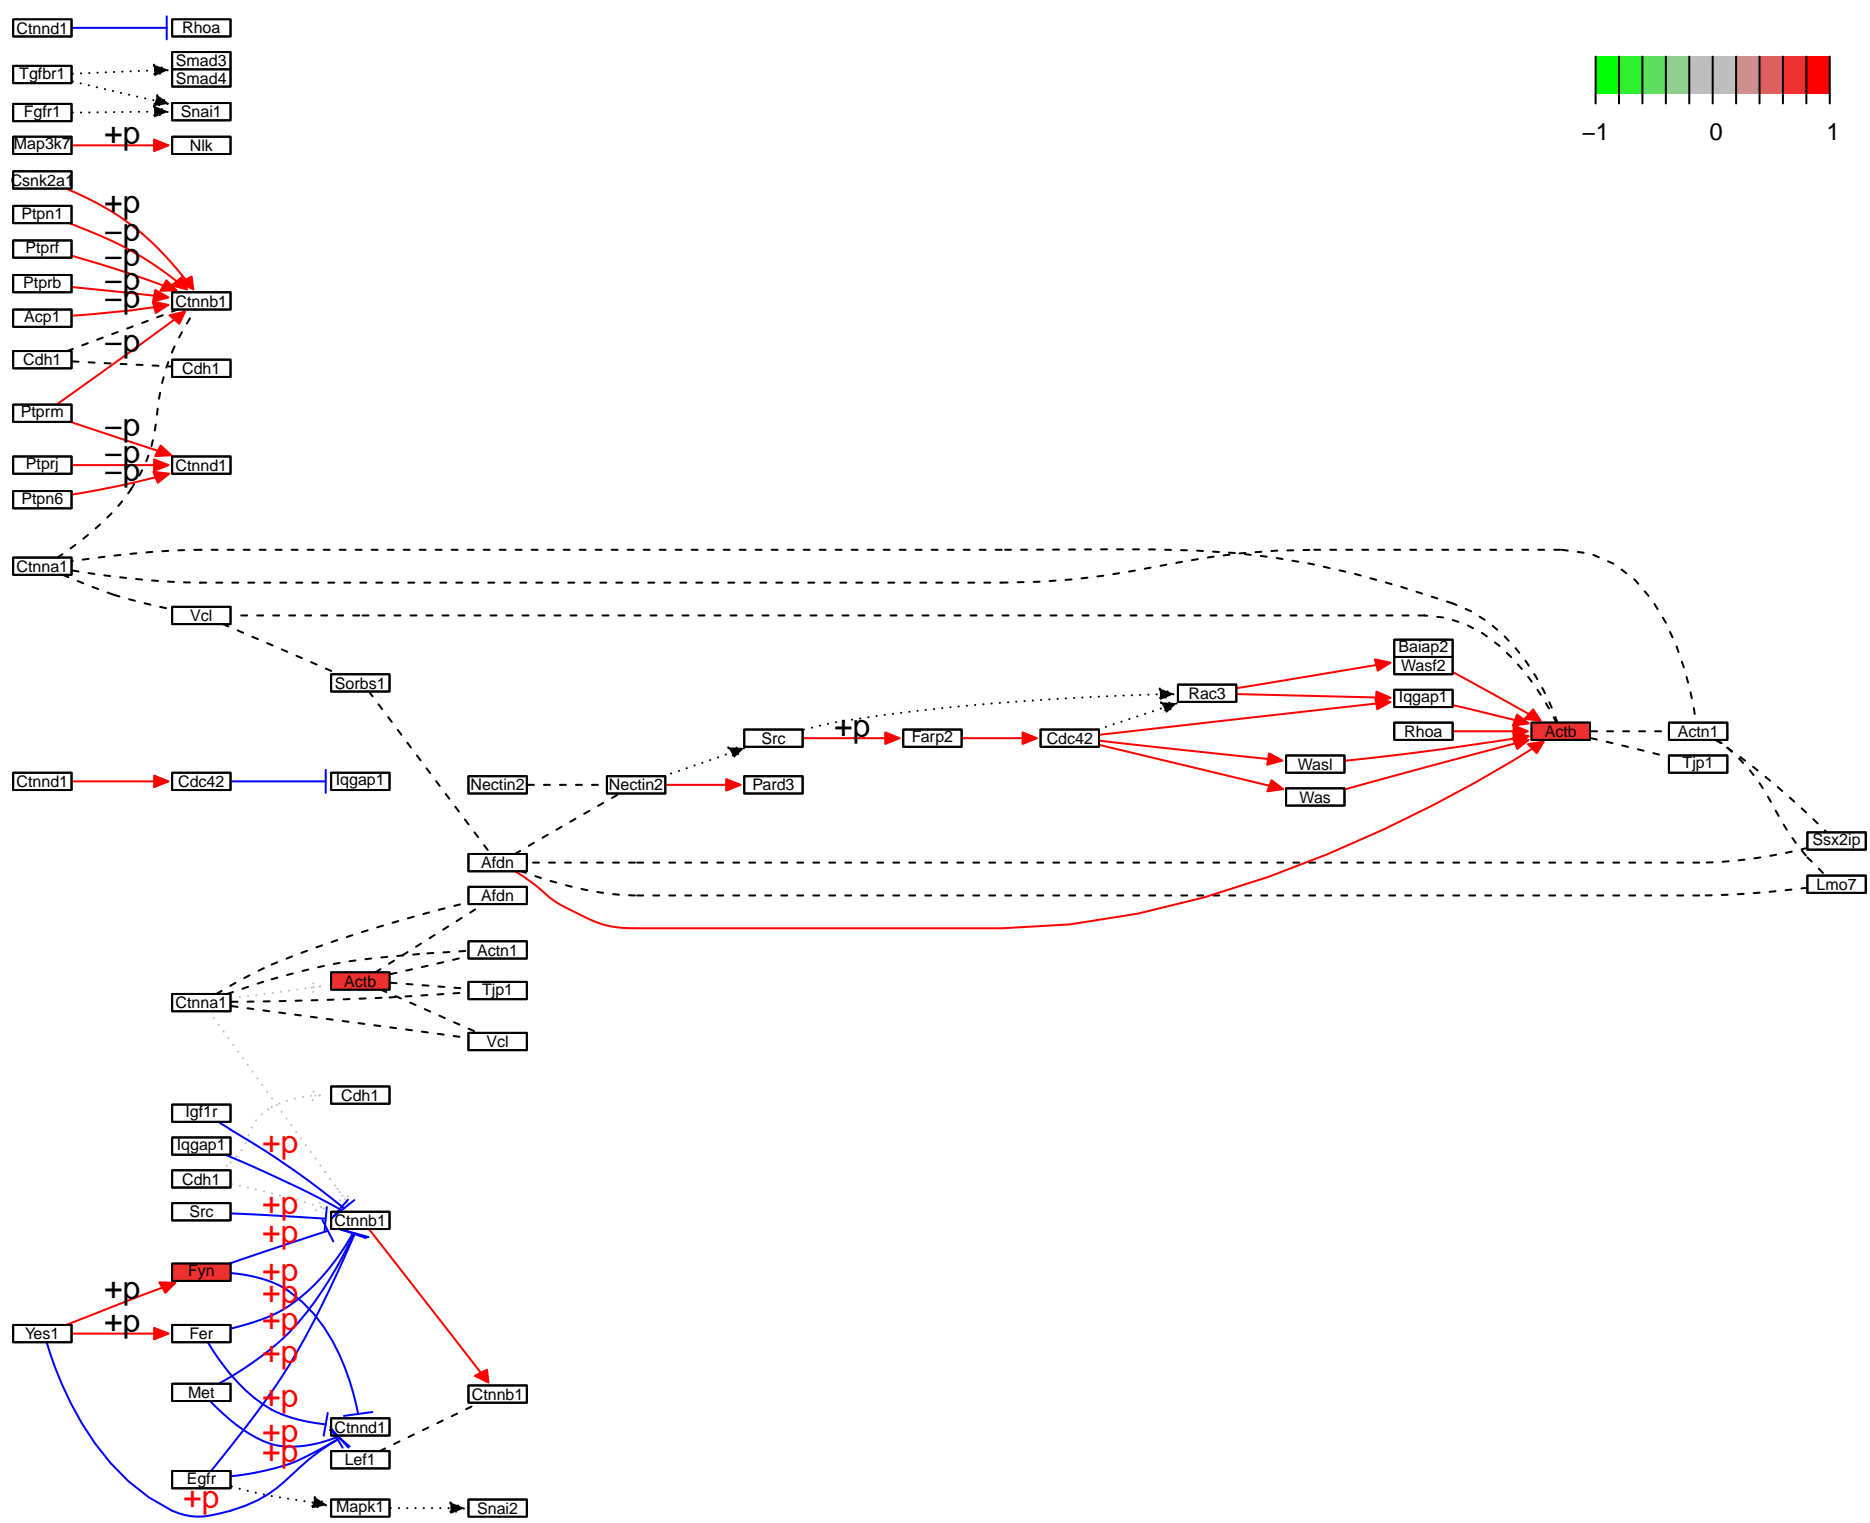 Ctnnd1
Rhoa
Tgfbr1
Smad3
Smad4
Fgfr1
Snai1
Map3k7
+p
Nlk
−1
0
1
Csnk2a1
+p
Ptpn1
−p
Ptprf
−p
Ptprb
−p
−p
Ctnnb1
Acp1
−p
Cdh1
Cdh1
Ptprm
−p
−p
Ptprj
Ctnnd1
−p
Ptpn6
Ctnna1
Vcl
Sorbs1
Baiap2
Wasf2
Rac3
Iqgap1
Src
+p
Farp2
Cdc42
Rhoa
Actb
Actn1
Wasl
Tjp1
Ctnnd1
Cdc42
Iqgap1
Nectin2
Nectin2
Pard3
Was
Ssx2ip
Afdn
Lmo7
Afdn
Actn1
Actb
Tjp1
Ctnna1
Vcl
Cdh1
Igf1r
Iqgap1
+p
Cdh1
Src
+p
Ctnnb1
+p
Fyn
+p
+p
+p
Yes1
+p
Fer
+p
+p
Met
+p
Ctnnb1
Ctnnd1
+p
+p
Lef1
Egfr
+p
Mapk1
Snai2